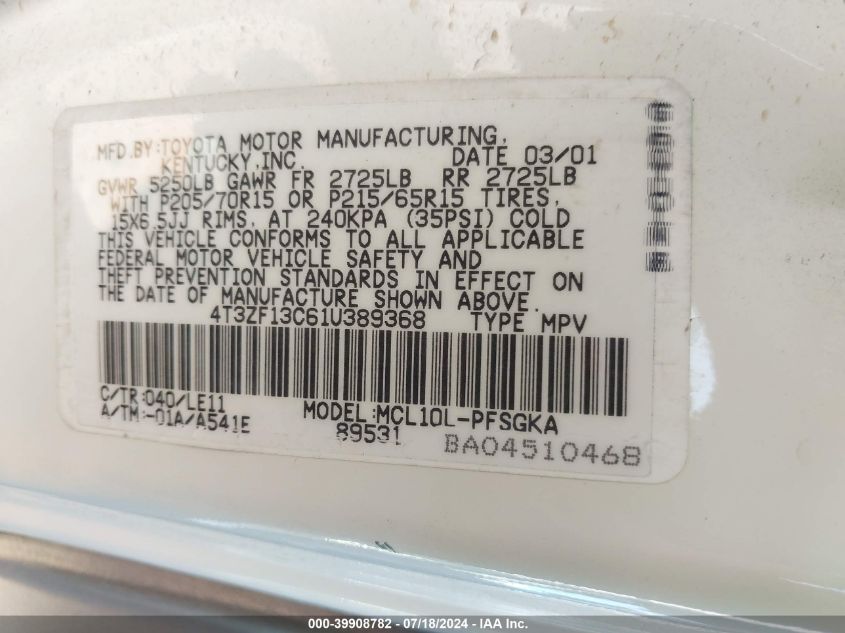 MFD.BY:TOYOTA MOTOR MANUFACTURING,
KENTUCKY,INC. DATE 03/01
GVWR 5250LB GAWR FR 2725LB RR 2725LB
WITH P205/70R15 OR P215/65R15 TIRES,
15X6.5JJ RIMS, AT 240KPA (35PSI) COLD
THIS VEHICLE CONFORMS TO ALL APPLICABLE
FEDERAL MOTOR VEHICLE SAFETY AND
THEFT PREVENTION STANDARDS IN EFFECT ON
THE DATE OF MANUFACTURE SHOWN ABOVE.
4T3ZF13C61U389368 TYPE MPV
C/TR:040/LE11 MODEL:MCL10L-PFSGKA
A/TM:-01A/A541E 89531
BA04510468
000-39908782 - 07/18/2024 - PFA Inc.